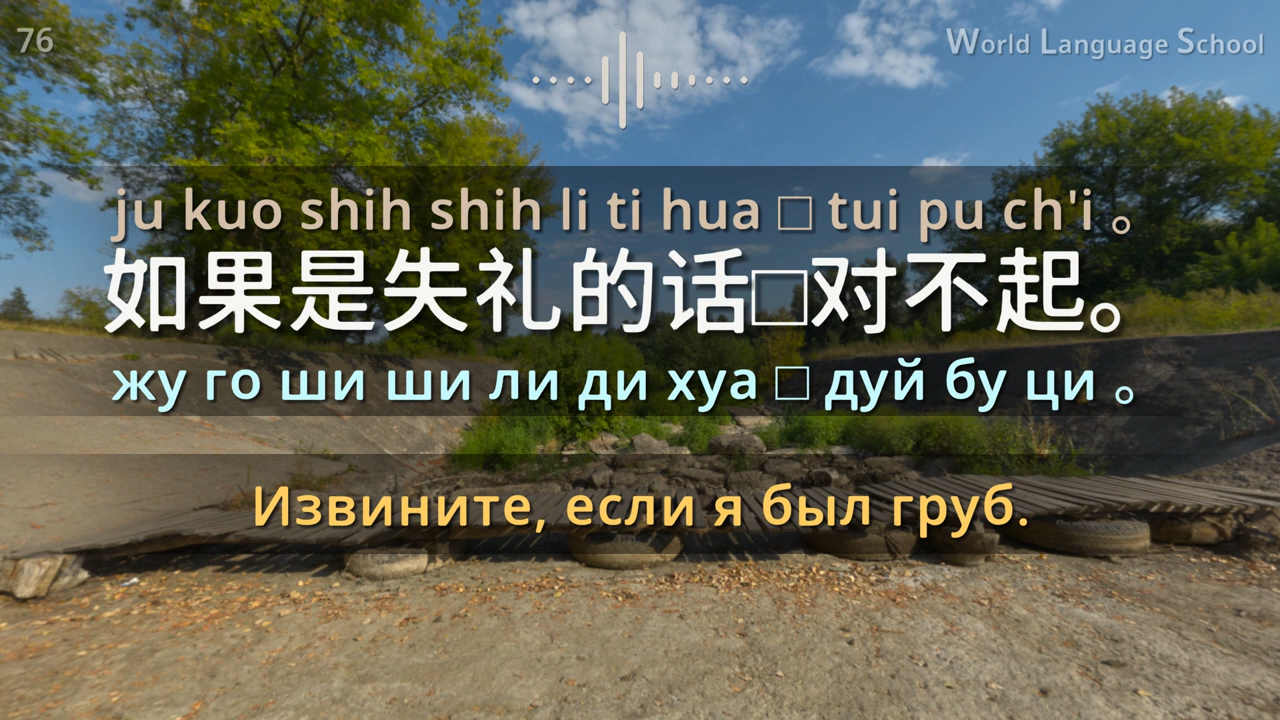 76
World Language School
ju kuo shih shih li ti hua □ tui pu ch'i 。
如果是失礼的话□对不起。
жу го ши ши ли ди хуа □ дуй бу ци 。
Извините, если я был груб.